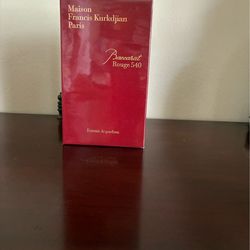 Maison
Francis Kurkdjian
Paris
Baccarat
Rouge 540
Extrait de parfum